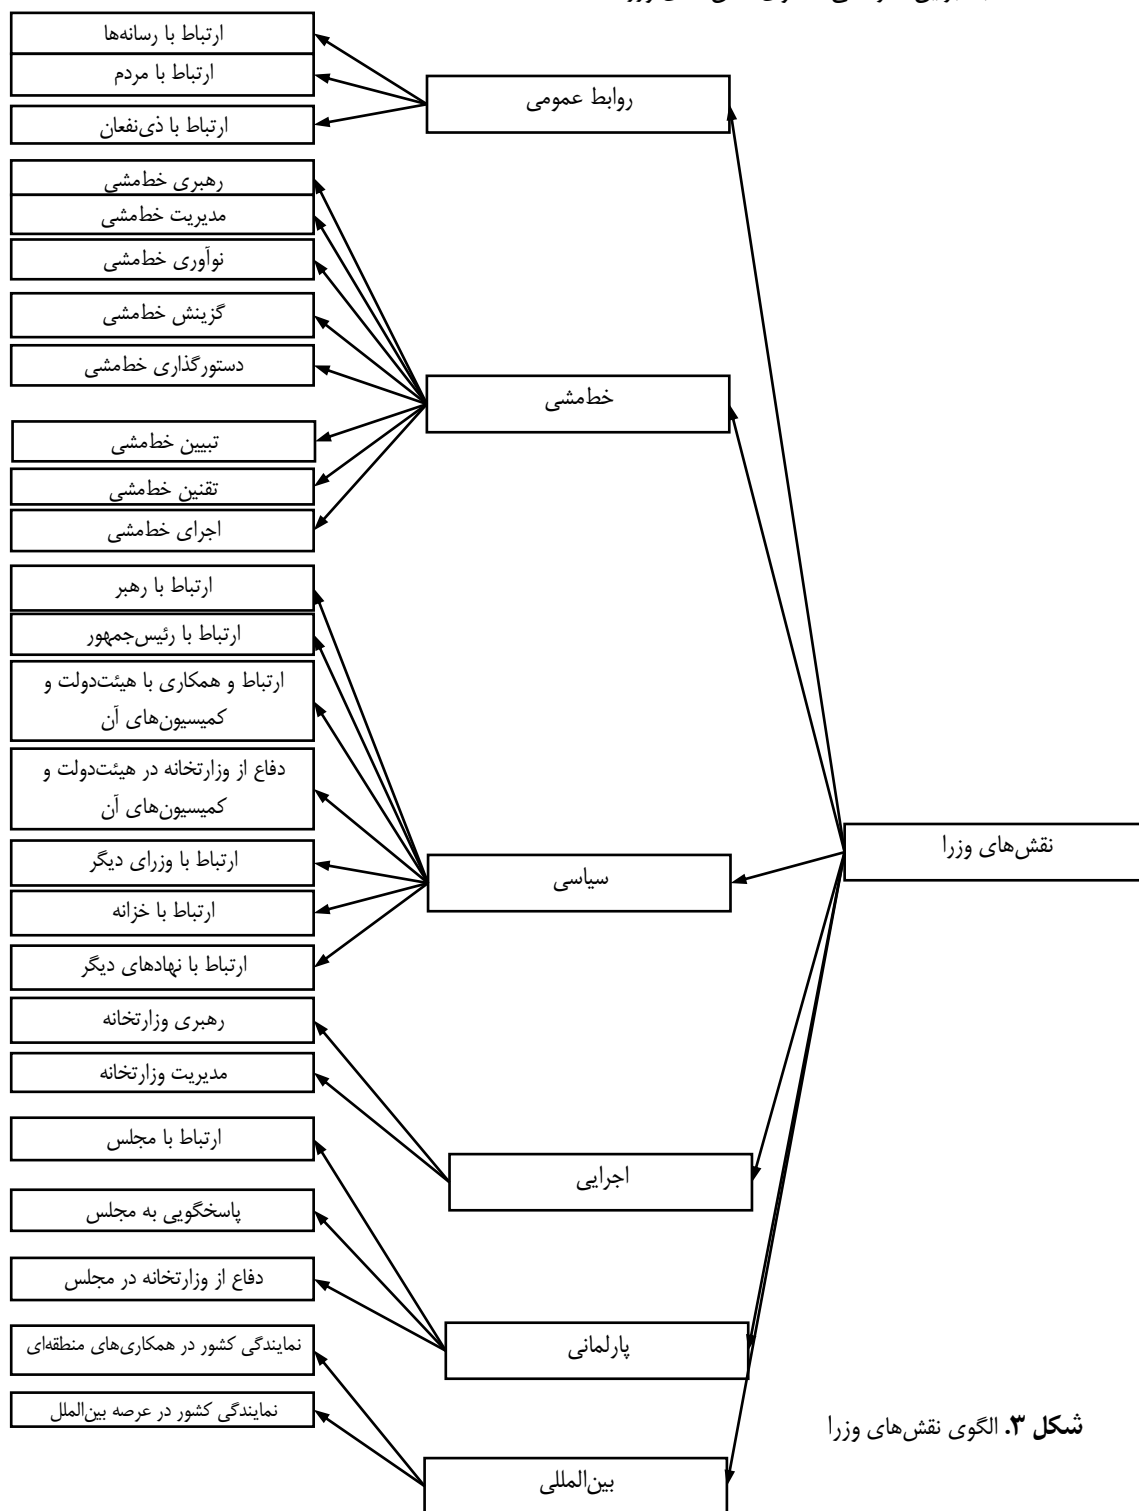 نقش‌های وزرا
روابط عمومی
ارتباط با رسانه‌ها
ارتباط با مردم
ارتباط با ذی‌نفعان
خط‌مشی
رهبری خط‌مشی
مدیریت خط‌مشی
نوآوری خط‌مشی
گزینش خط‌مشی
دستورگذاری خط‌مشی
تبیین خط‌مشی
تقنین خط‌مشی
اجرای خط‌مشی
سیاسی
ارتباط با رهبر
ارتباط با رئیس‌جمهور
ارتباط و همکاری با هیئت‌دولت و
کمیسیون‌های آن
دفاع از وزارتخانه در هیئت‌دولت و
کمیسیون‌های آن
ارتباط با وزرای دیگر
ارتباط با خزانه
ارتباط با نهادهای دیگر
اجرایی
رهبری وزارتخانه
مدیریت وزارتخانه
پارلمانی
ارتباط با مجلس
پاسخگویی به مجلس
دفاع از وزارتخانه در مجلس
بین‌المللی
نمایندگی کشور در همکاری‌های منطقه‌ای
نمایندگی کشور در عرصه بین‌الملل
شکل ۳. الگوی نقش‌های وزرا